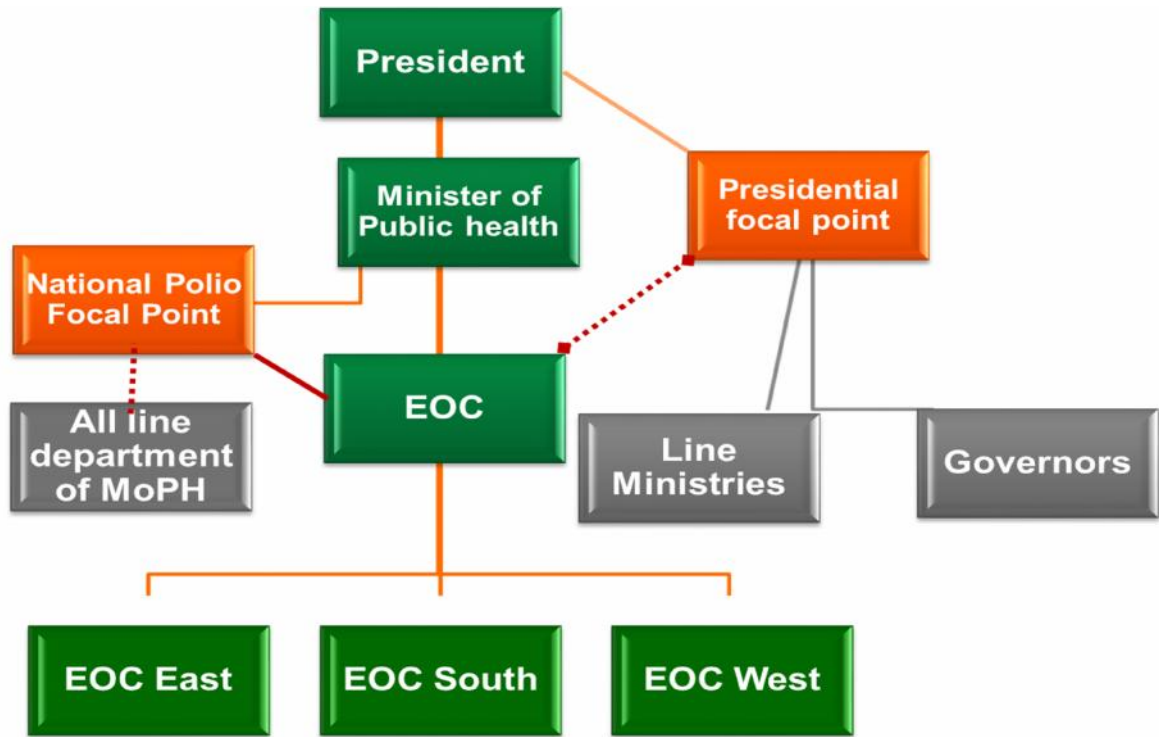 President
Minister of
Public health
Presidential
focal point
National Polio
Focal Point
EOC
All line
department
of MoPH
Line
Ministries
Governors
EOC East
EOC South
EOC West